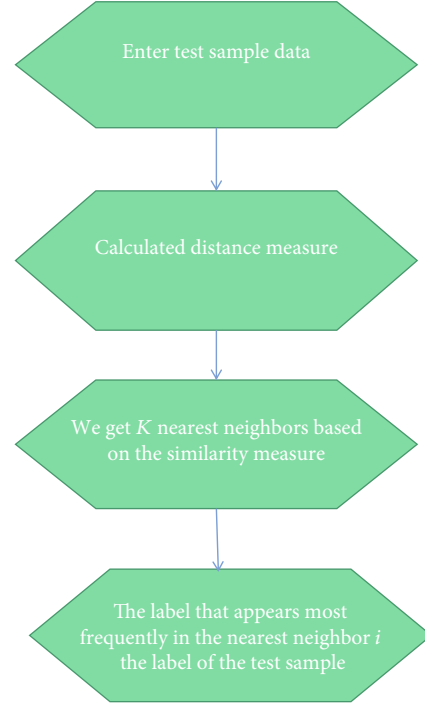 Enter test sample data
Calculated distance measure
We get K nearest neighbors based
on the similarity measure
The label that appears most
frequently in the nearest neighbor i
the label of the test sample